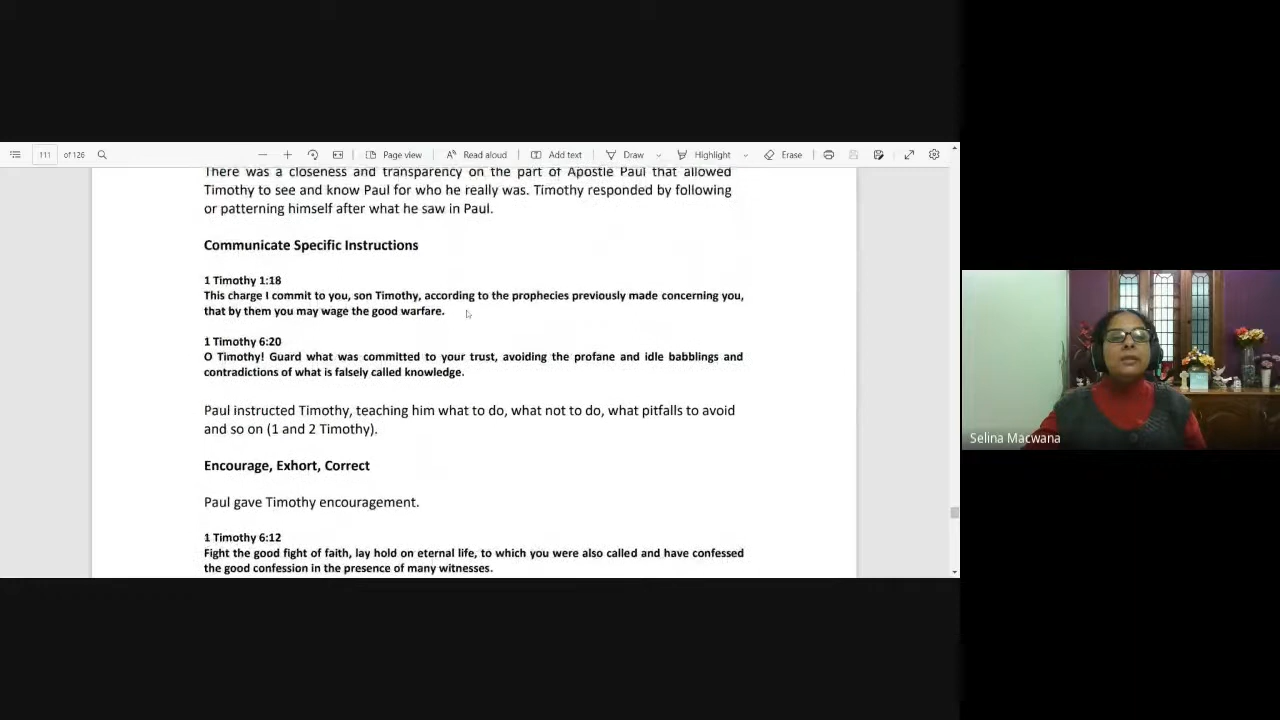 111 of 126 Page view Read aloud Add text Draw Highlight Erase
There was a closeness and transparency on the part of Apostle Paul that allowed
Timothy to see and know Paul for who he really was. Timothy responded by following
or patterning himself after what he saw in Paul.
Communicate Specific Instructions
1 Timothy 1:18
This charge I commit to you, son Timothy, according to the prophecies previously made concerning you,
that by them you may wage the good warfare.
1 Timothy 6:20
O Timothy! Guard what was committed to your trust, avoiding the profane and idle babblings and
contradictions of what is falsely called knowledge.
Paul instructed Timothy, teaching him what to do, what not to do, what pitfalls to avoid
and so on (1 and 2 Timothy).
Encourage, Exhort, Correct
Paul gave Timothy encouragement.
1 Timothy 6:12
Fight the good fight of faith, lay hold on eternal life, to which you were also called and have confessed
the good confession in the presence of many witnesses.
Selina Macwana